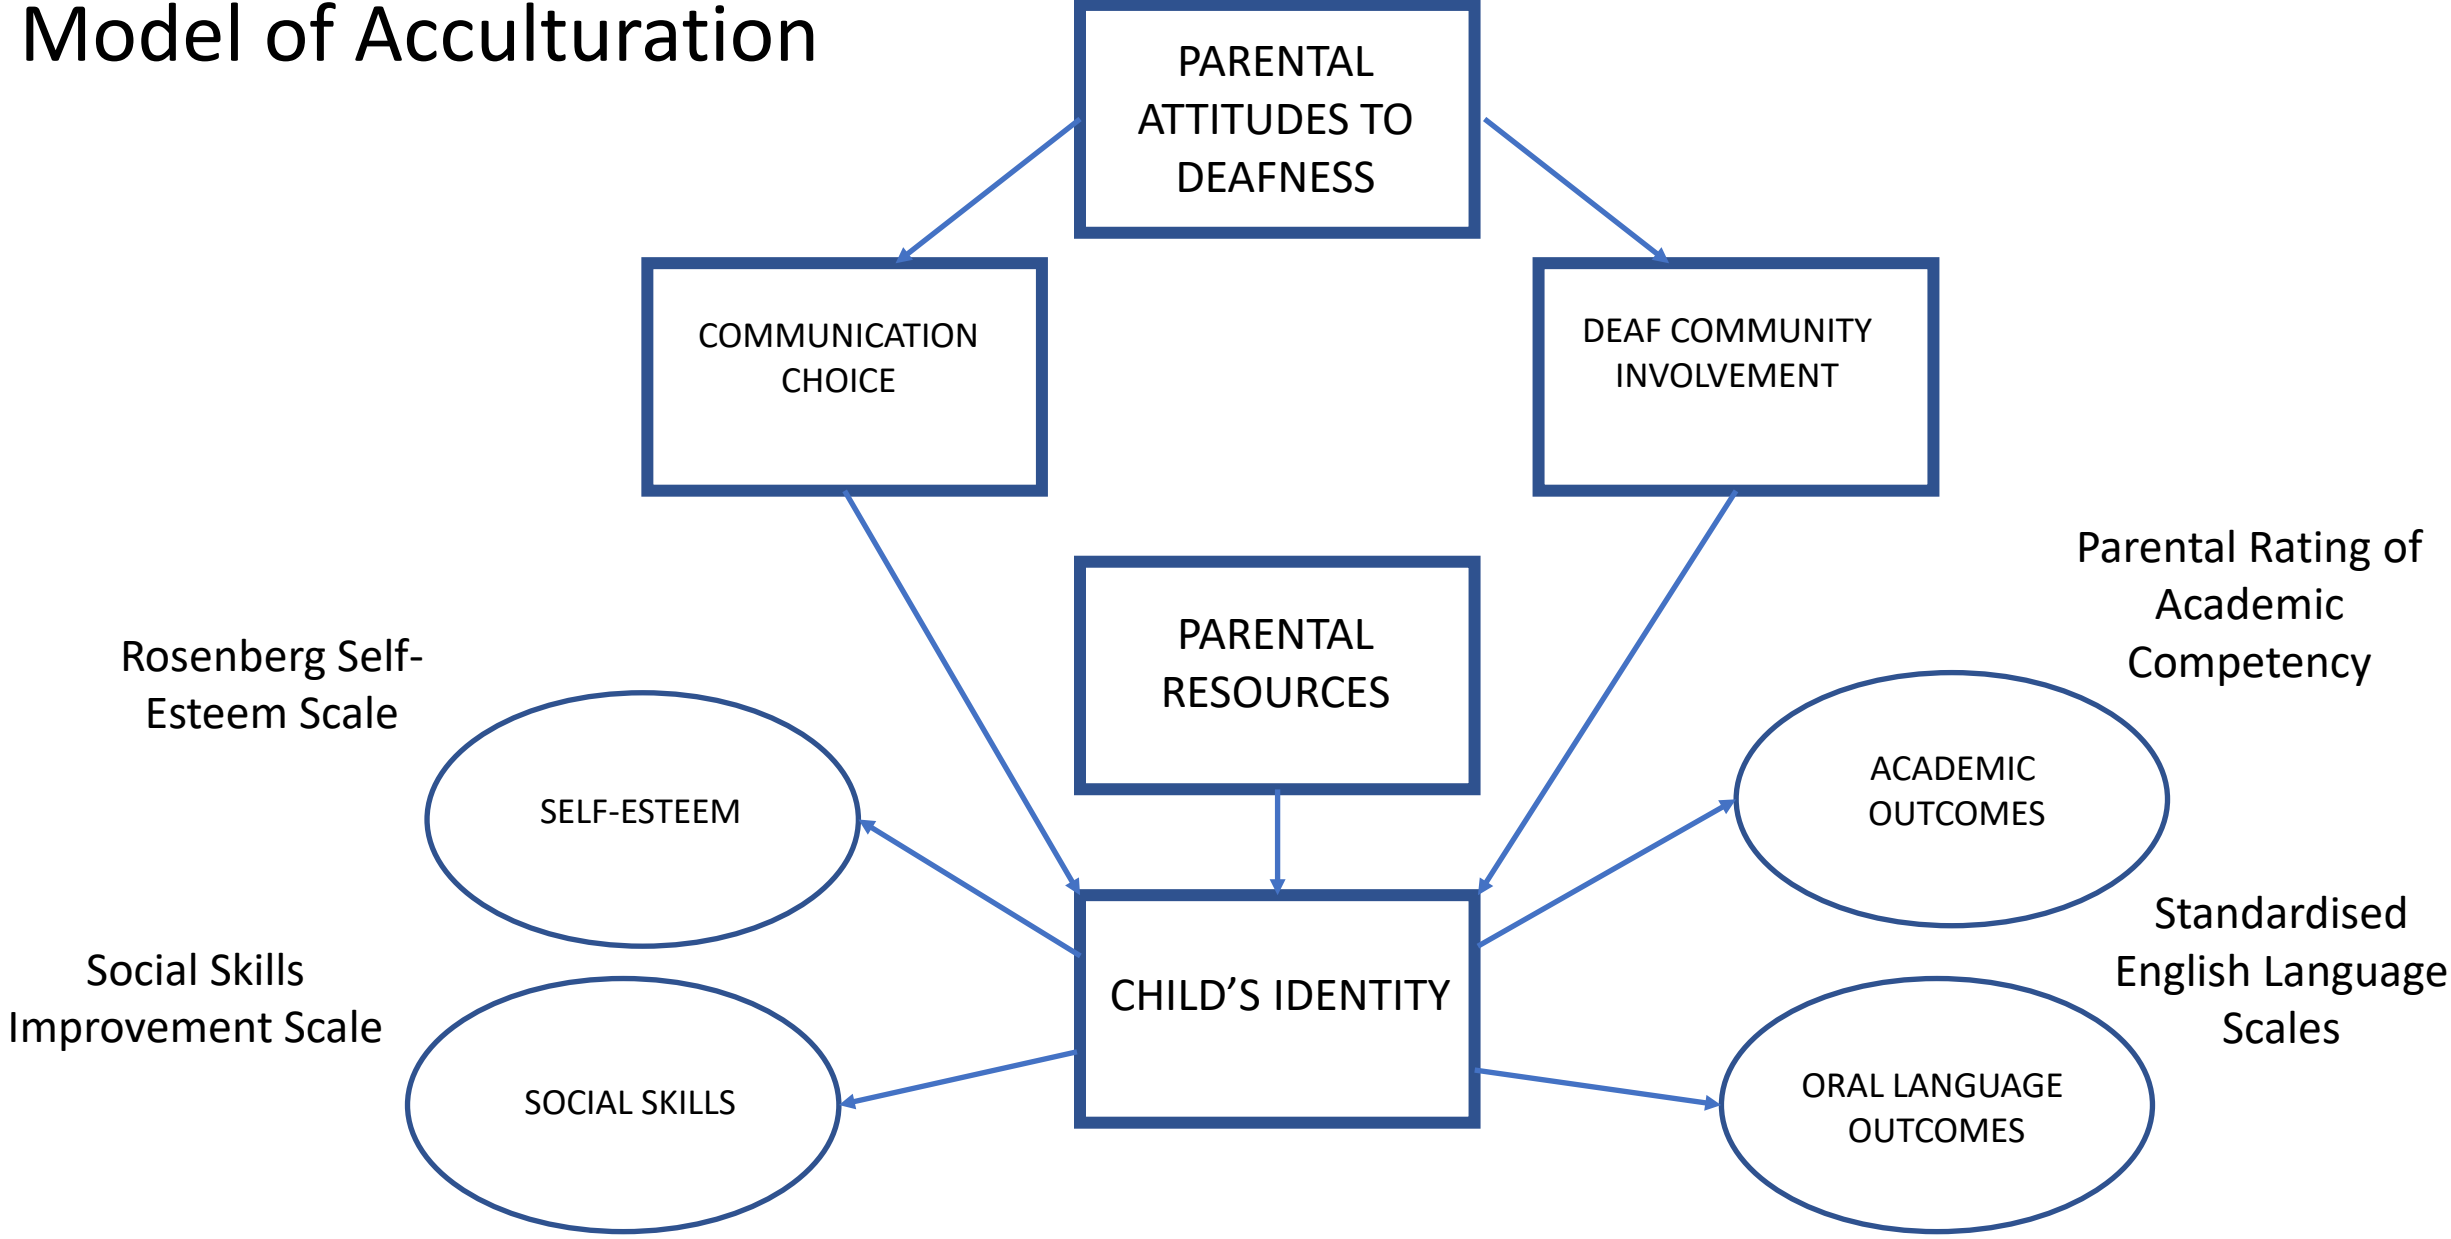 Model of Acculturation
PARENTAL
ATTITUDES TO
DEAFNESS
COMMUNICATION
CHOICE
DEAF COMMUNITY
INVOLVEMENT
PARENTAL
RESOURCES
Parental Rating of
Academic
Competency
Rosenberg Self-
Esteem Scale
SELF-ESTEEM
ACADEMIC
OUTCOMES
Social Skills
Improvement Scale
SOCIAL SKILLS
CHILD’S IDENTITY
Standardised
English Language
Scales
ORAL LANGUAGE
OUTCOMES